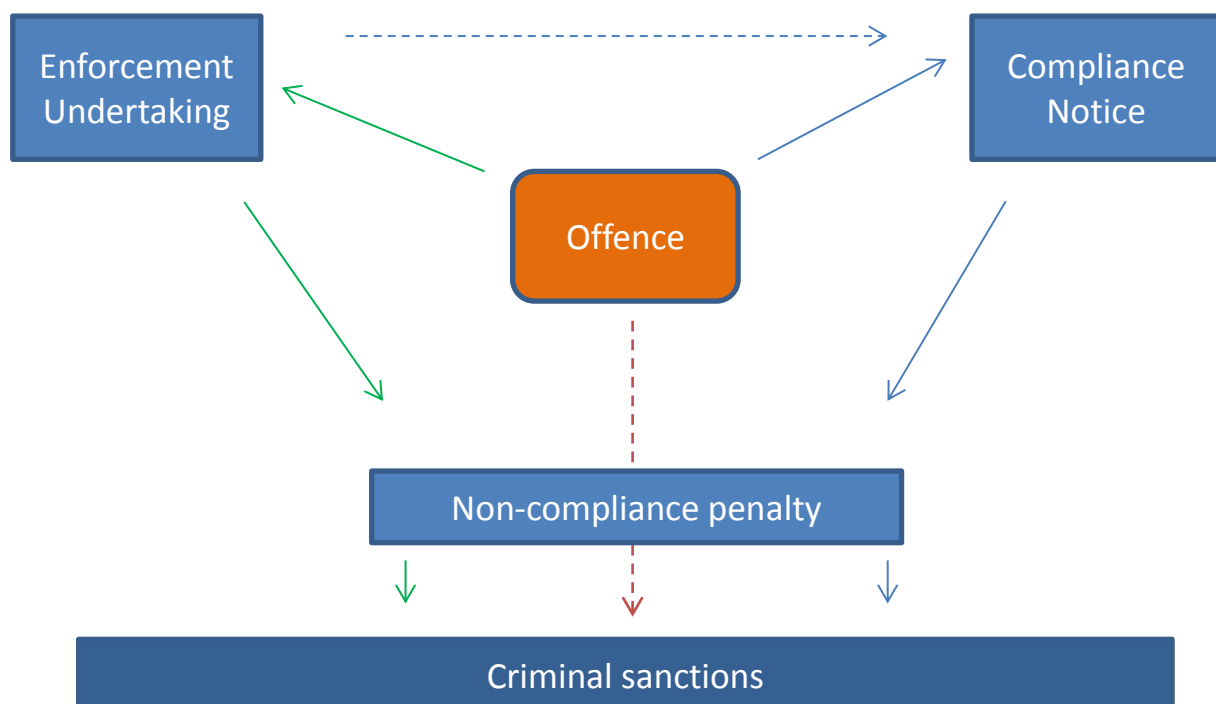 Enforcement
Undertaking
Compliance
Notice
Offence
Non-compliance penalty
Criminal sanctions